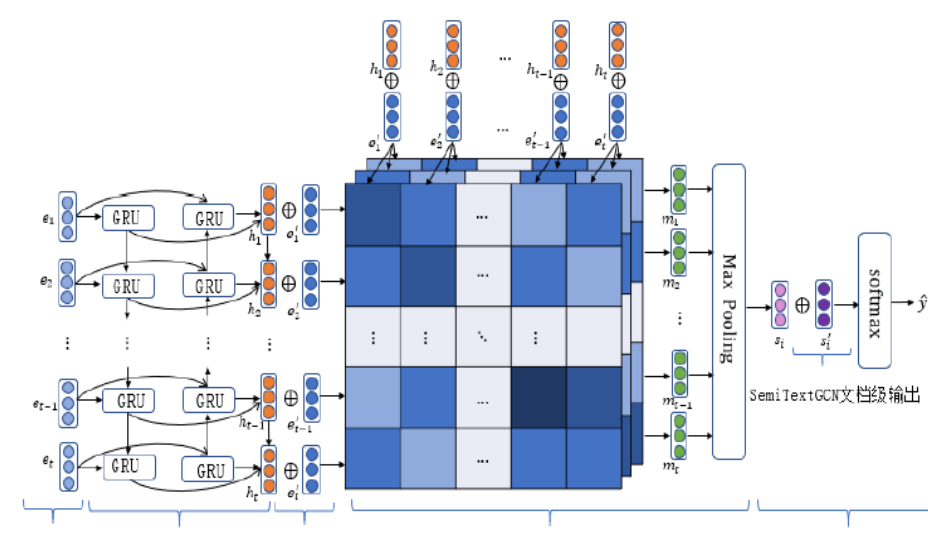 h₁ ⊕ h₂ ⊕ ... hₜ₋₁ ⊕ hₜ ⊕
e′₁ e′₂ ... e′ₜ₋₁ e′ₜ
e₁ GRU GRU h₁ ⊕ e′₁ ... m₁
e₂ GRU GRU h₂ ⊕ e′₂ ... m₂
⋮ ⋮ ⋮ ⋮ ⋮ ⋮ ⋱ ⋮ ⋮
Max Pooling
sᵢ ⊕ s′ᵢ
softmax
ŷ
SemiTextGCN文档级输出
eₜ₋₁ GRU GRU hₜ₋₁ ⊕ e′ₜ₋₁ ... mₜ₋₁
eₜ GRU GRU hₜ ⊕ e′ₜ ... mₜ